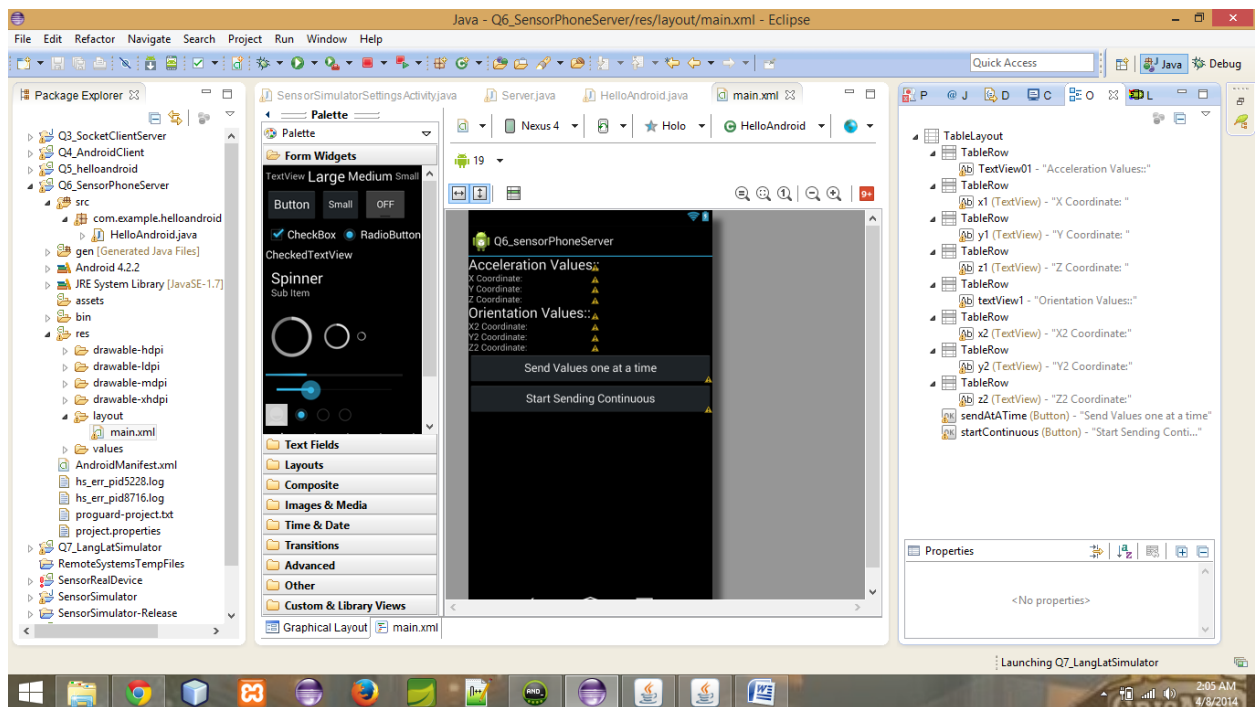 Java - Q6_SensorPhoneServer/res/layout/main.xml - Eclipse
File Edit Refactor Navigate Search Project Run Window Help
Quick Access
Java
Debug
Package Explorer
Q3_SocketClientServer
Q4_AndroidClient
Q5_helloandroid
Q6_SensorPhoneServer
src
com.example.helloandroid
HelloAndroid.java
gen [Generated Java Files]
Android 4.2.2
JRE System Library [JavaSE-1.7]
assets
bin
res
drawable-hdpi
drawable-ldpi
drawable-mdpi
drawable-xhdpi
layout
main.xml
values
AndroidManifest.xml
hs_err_pid5228.log
hs_err_pid8716.log
proguard-project.txt
project.properties
Q7_LangLatSimulator
RemoteSystemsTempFiles
SensorRealDevice
SensorSimulator
SensorSimulator-Release
SensorSimulatorSettingsActivity.java
Server.java
HelloAndroid.java
main.xml
Palette
Palette
Form Widgets
TextView Large Medium Small
Button Small OFF
CheckBox RadioButton
CheckedTextView
Spinner
Sub Item
Text Fields
Layouts
Composite
Images & Media
Time & Date
Transitions
Advanced
Other
Custom & Library Views
Graphical Layout
main.xml
Nexus 4
Holo
HelloAndroid
19
9+
Q6_sensorPhoneServer
Acceleration Values::
X Coordinate:
Y Coordinate:
Z Coordinate:
Orientation Values::
X2 Coordinate:
Y2 Coordinate:
Z2 Coordinate:
Send Values one at a time
Start Sending Continuous
P @ J D C O L
TableLayout
TableRow
TextView01 - "Acceleration Values::"
TableRow
x1 (TextView) - "X Coordinate: "
TableRow
y1 (TextView) - "Y Coordinate: "
TableRow
z1 (TextView) - "Z Coordinate: "
TableRow
textView1 - "Orientation Values::"
TableRow
x2 (TextView) - "X2 Coordinate:"
TableRow
y2 (TextView) - "Y2 Coordinate:"
TableRow
z2 (TextView) - "Z2 Coordinate:"
sendAtATime (Button) - "Send Values one at a time"
startContinuous (Button) - "Start Sending Conti..."
Properties
<No properties>
Launching Q7_LangLatSimulator
2:05 AM
4/8/2014